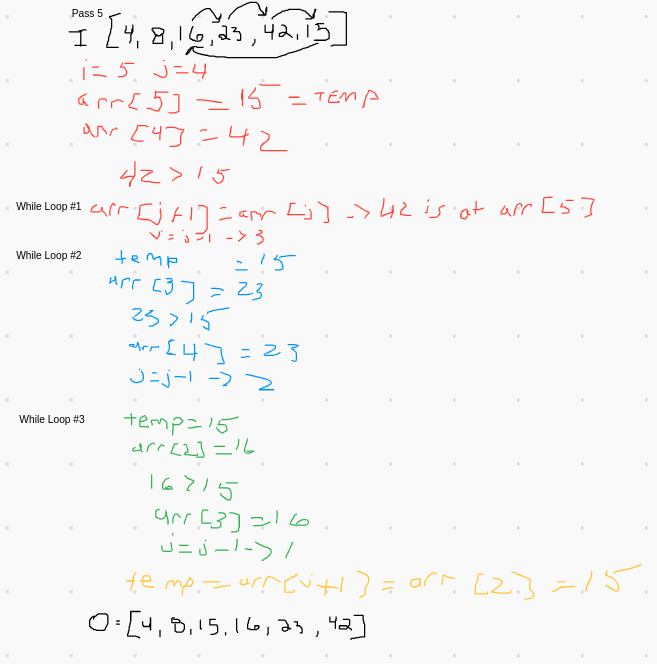 Pass 5
I [4, 8, 16, 23, 42, 15]
i = 5 j=4
arr[5] = 15 = TEMP
arr [4] = 42
42 > 15
While Loop #1 arr[j+1] = arr [j] -> 42 is at arr[5]
j = j-1 -> 3
While Loop #2 temp = 15
arr [3] = 23
23 > 15
arr[4] = 23
j=j-1 -> 2
While Loop #3 temp=15
arr[2]=16
16 > 15
arr [3] = 16
j=j-1->1
temp = arr[j+1] = arr [2] = 15
O = [4, 8, 15, 16, 23, 42]